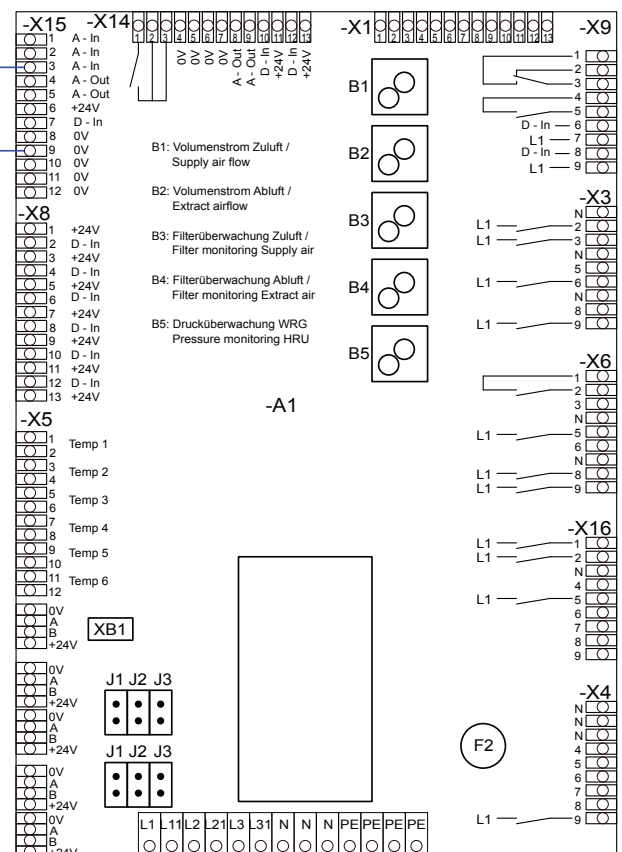 -X15
1 A - In
2 A - In
3 A - In
4 A - Out
5 A - Out
6 +24V
7 D - In
8 0V
9 0V
10 0V
11 0V
12 0V
-X14
1 2 3 4 5 6 7 8 9 10 11 12 13
0V
0V
0V
0V
A - Out
A - Out
D - In
+24V
D - In
+24V
-X1
1 2 3 4 5 6 7 8 9 10 11 12 13
-X9
1
2
3
4
5
D - In 6
L1 7
D - In 8
L1 9
B1
B2
B3
B4
B5
B1: Volumenstrom Zuluft /
Supply air flow
B2: Volumenstrom Abluft /
Extract airflow
B3: Filterüberwachung Zuluft /
Filter monitoring Supply air
B4: Filterüberwachung Abluft /
Filter monitoring Extract air
B5: Drucküberwachung WRG
Pressure monitoring HRU
-X8
1 +24V
2 D - In
3 +24V
4 D - In
5 +24V
6 D - In
7 +24V
8 D - In
9 +24V
10 D - In
11 +24V
12 D - In
13 +24V
-X3
N
L1 2
L1 3
N
5
L1 6
N
8
L1 9
-A1
-X5
1
2
Temp 1
3
4
Temp 2
5
6
Temp 3
7
8
Temp 4
9
10
Temp 5
11
12
Temp 6
-X6
1
2
3
N
L1 5
6
N
L1 8
L1 9
-X16
L1 1
L1 2
N
4
L1 5
6
7
8
9
0V
A
B
+24V
XB1
0V
A
B
+24V
0V
A
B
+24V
J1 J2 J3
J1 J2 J3
0V
A
B
+24V
0V
A
B
+24V
F2
-X4
N
N
N
4
5
6
7
8
L1 9
L1 L11 L2 L21 L3 L31 N N N PE PE PE PE